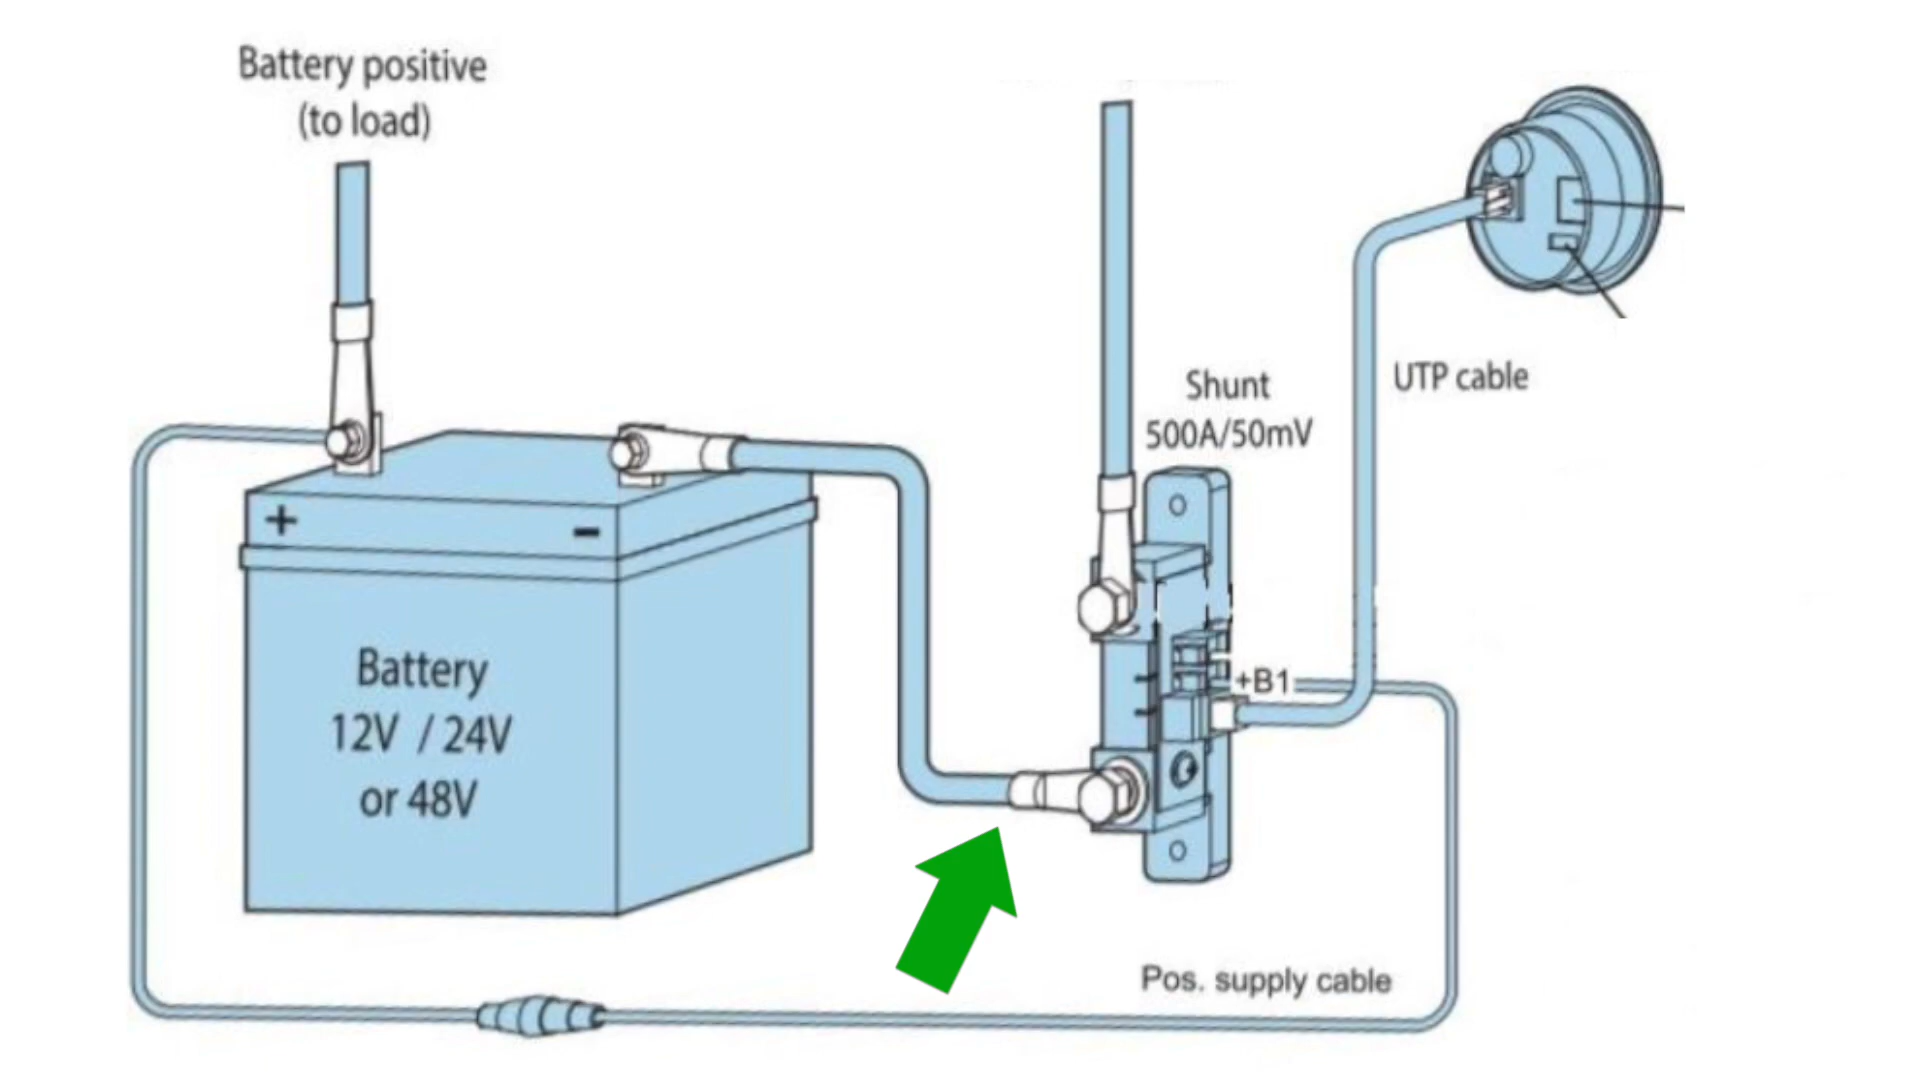 Battery positive
(to load)
Shunt
500A/50mV
UTP cable
+
−
Battery
12V / 24V
or 48V
+B1
Pos. supply cable